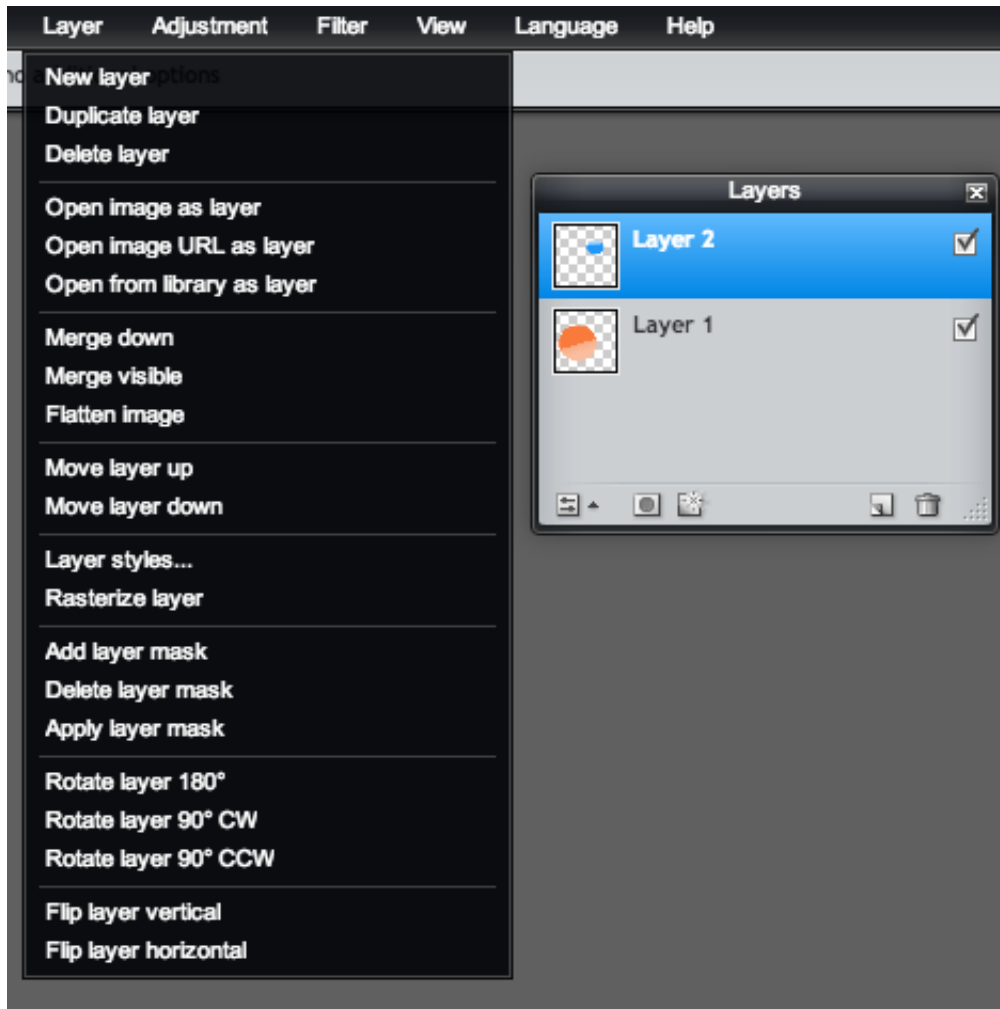 Layer Adjustment Filter View Language Help
New layer options
Duplicate layer
Delete layer
Open image as layer
Open image URL as layer
Open from library as layer
Merge down
Merge visible
Flatten image
Move layer up
Move layer down
Layer styles...
Rasterize layer
Add layer mask
Delete layer mask
Apply layer mask
Rotate layer 180°
Rotate layer 90° CW
Rotate layer 90° CCW
Flip layer vertical
Flip layer horizontal
Layers
Layer 2
Layer 1